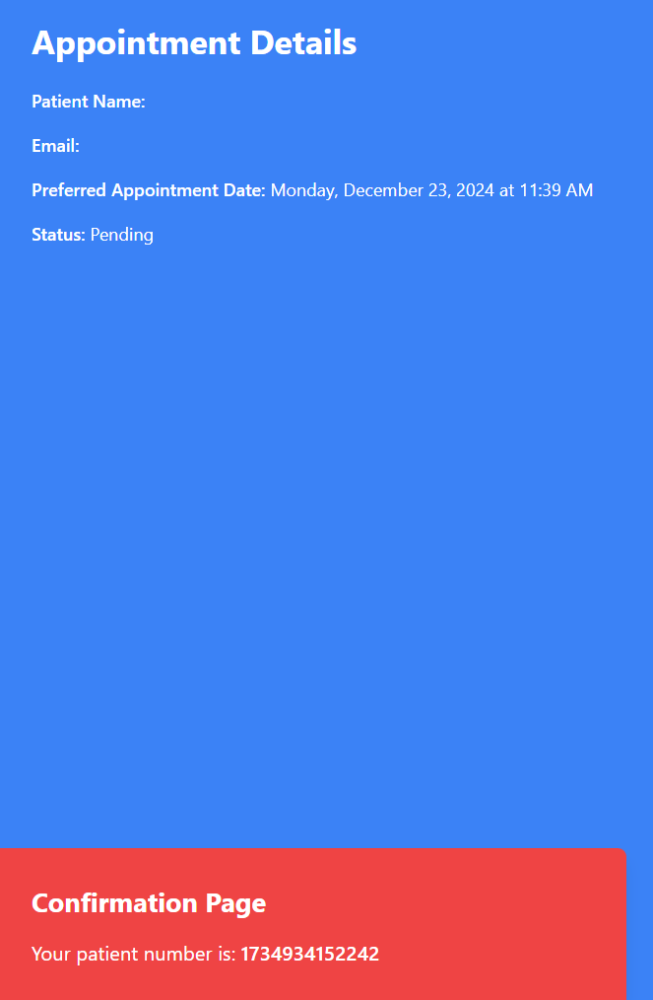 Appointment Details
Patient Name:
Email:
Preferred Appointment Date: Monday, December 23, 2024 at 11:39 AM
Status: Pending
Confirmation Page
Your patient number is: 1734934152242